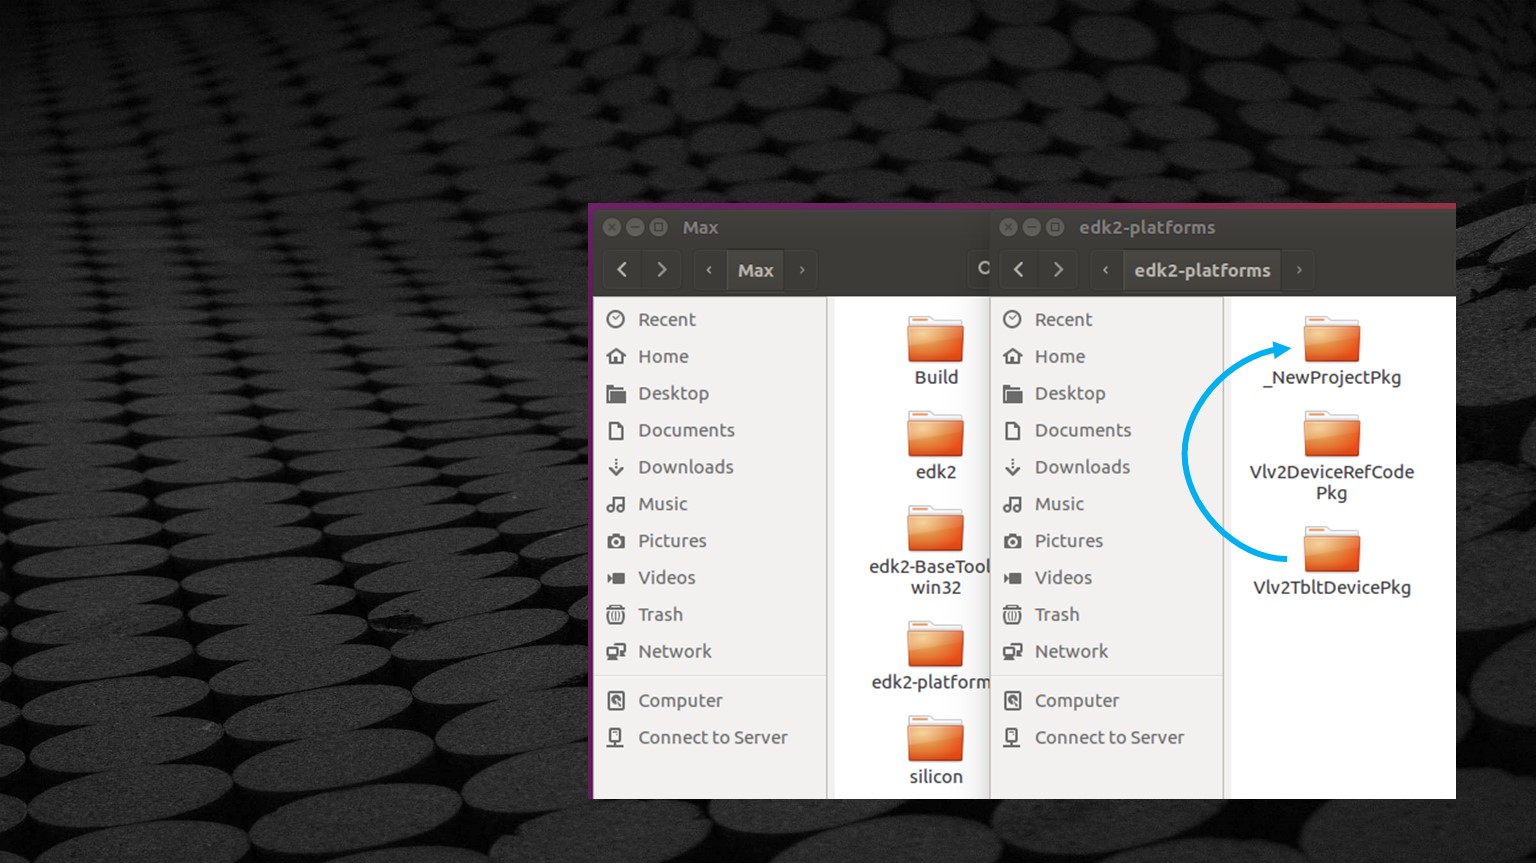 Max
Max
Recent
Home
Desktop
Documents
Downloads
Music
Pictures
Videos
Trash
Network
Computer
Connect to Server
Build
edk2
edk2-BaseTool
win32
edk2-platform
silicon
edk2-platforms
edk2-platforms
Recent
Home
Desktop
Documents
Downloads
Music
Pictures
Videos
Trash
Network
Computer
Connect to Server
_NewProjectPkg
Vlv2DeviceRefCode
Pkg
Vlv2TbltDevicePkg